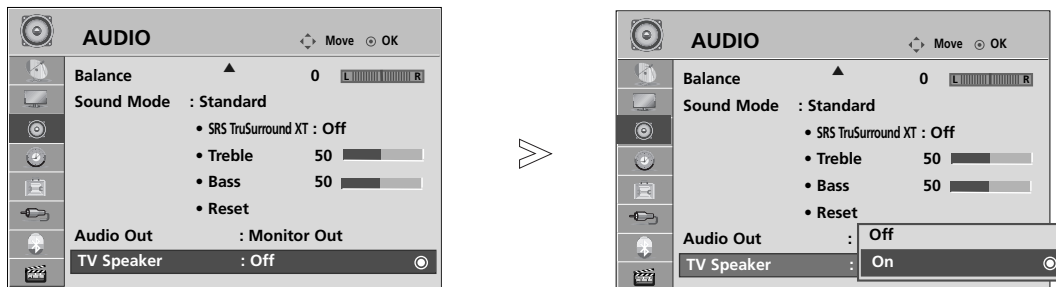 AUDIO Move OK
Balance 0 L R
Sound Mode : Standard
• SRS TruSurround XT : Off
• Treble 50
• Bass 50
• Reset
Audio Out : Monitor Out
TV Speaker : Off
AUDIO Move OK
Balance 0 L R
Sound Mode : Standard
• SRS TruSurround XT : Off
• Treble 50
• Bass 50
• Reset
Audio Out :
Off
TV Speaker :
On